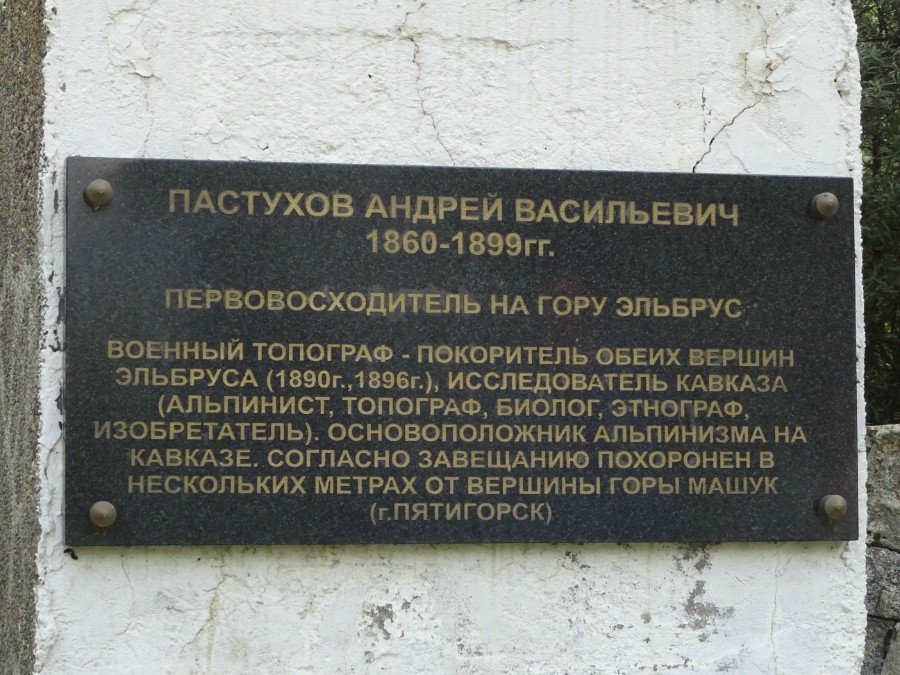 ПАСТУХОВ АНДРЕЙ ВАСИЛЬЕВИЧ
1860-1899гг.
ПЕРВОВОСХОДИТЕЛЬ НА ГОРУ ЭЛЬБРУС
ВОЕННЫЙ ТОПОГРАФ - ПОКОРИТЕЛЬ ОБЕИХ ВЕРШИН
ЭЛЬБРУСА (1890г.,1896г.), ИССЛЕДОВАТЕЛЬ КАВКАЗА
(АЛЬПИНИСТ, ТОПОГРАФ, БИОЛОГ, ЭТНОГРАФ,
ИЗОБРЕТАТЕЛЬ). ОСНОВОПОЛОЖНИК АЛЬПИНИЗМА НА
КАВКАЗЕ. СОГЛАСНО ЗАВЕЩАНИЮ ПОХОРОНЕН В
НЕСКОЛЬКИХ МЕТРАХ ОТ ВЕРШИНЫ ГОРЫ МАШУК
(г.ПЯТИГОРСК)